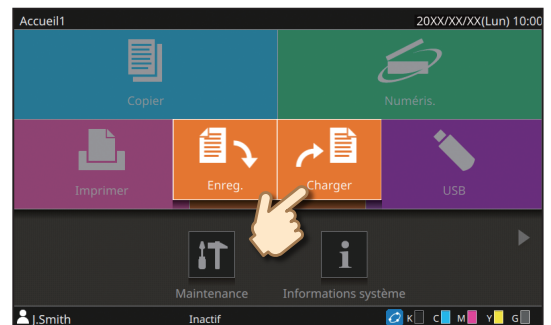 Accueil1 20XX/XX/XX(Lun) 10:00
Copier Numéris.
Imprimer Enreg. Charger USB
Maintenance Informations système
J.Smith Inactif K C M Y G